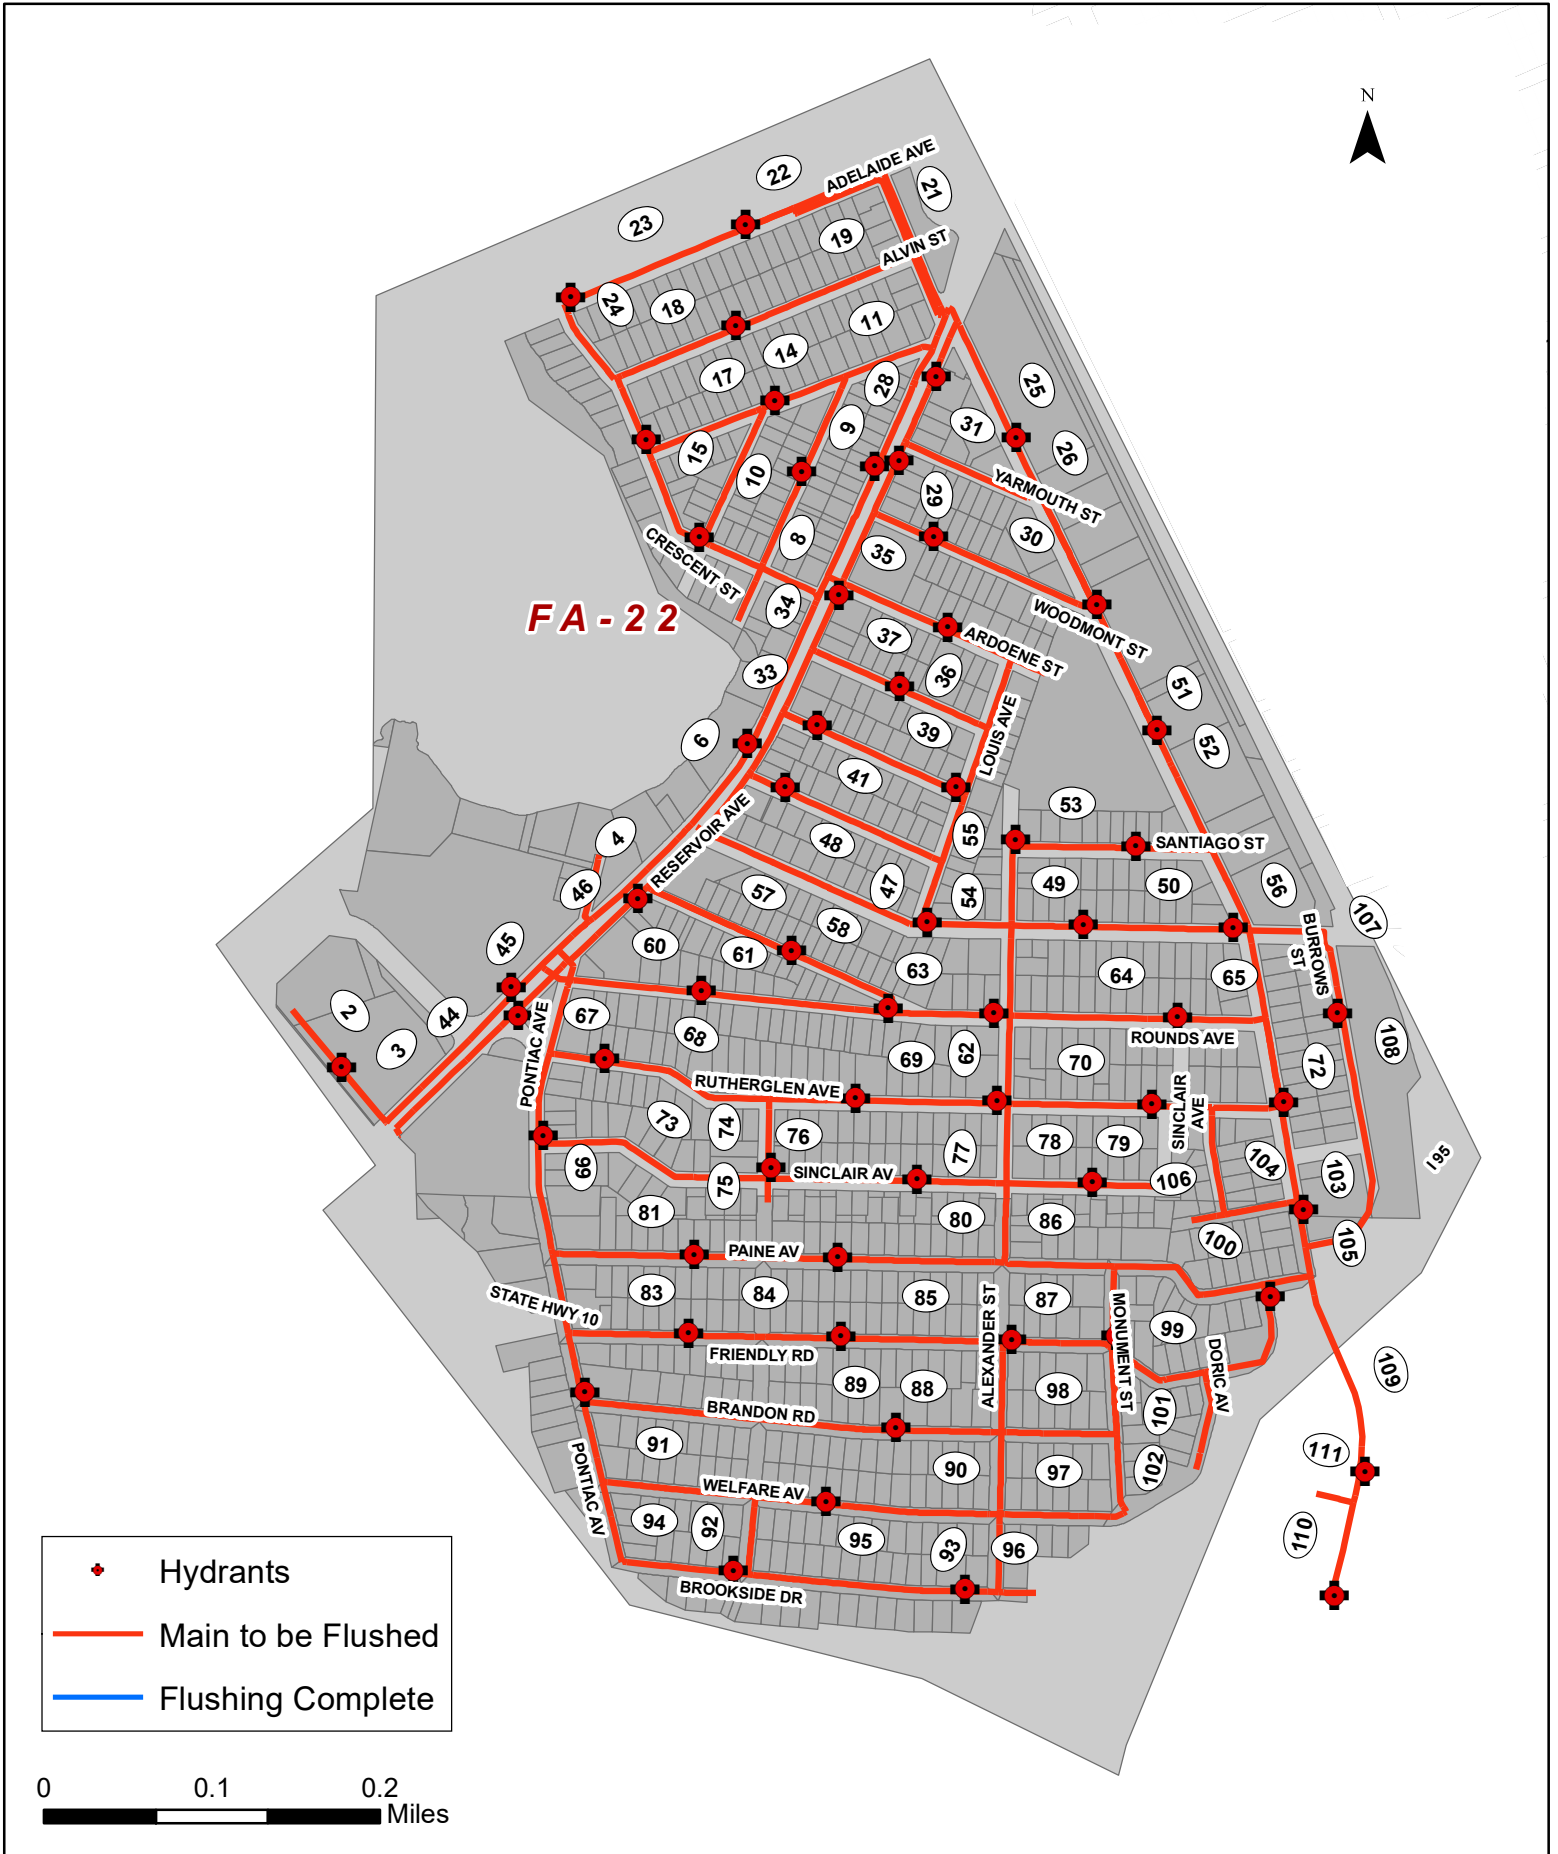 N
22
ADELAIDE AVE
21
23
19
ALVIN ST
24
18
11
14
17
28
25
9
31
26
15
10
YARMOUTH ST
29
30
8
35
CRESCENT ST
34
FA-22
WOODMONT ST
37
ARDOENE ST
36
33
51
39
LOUIS AVE
6
52
41
53
4
RESERVOIR AVE
55
48
SANTIAGO ST
46
57
47
54
49
50
56
107
45
60
61
58
63
64
65
BURROWS
ST
2
44
3
67
68
PONTIAC AVE
69
62
70
ROUNDS AVE
72
108
RUTHERGLEN AVE
73
74
76
77
78
79
SINCLAIR
AVE
104
103
I 95
66
75
SINCLAIR AV
106
81
80
86
100
105
PAINE AV
83
84
85
87
STATE HWY 10
ALEXANDER ST
MONUMENT ST
99
DORIC AV
109
FRIENDLY RD
89
88
98
101
BRANDON RD
91
90
97
102
111
PONTIAC AV
WELFARE AV
94
92
95
93
96
110
BROOKSIDE DR
Hydrants
Main to be Flushed
Flushing Complete
0 0.1 0.2
Miles